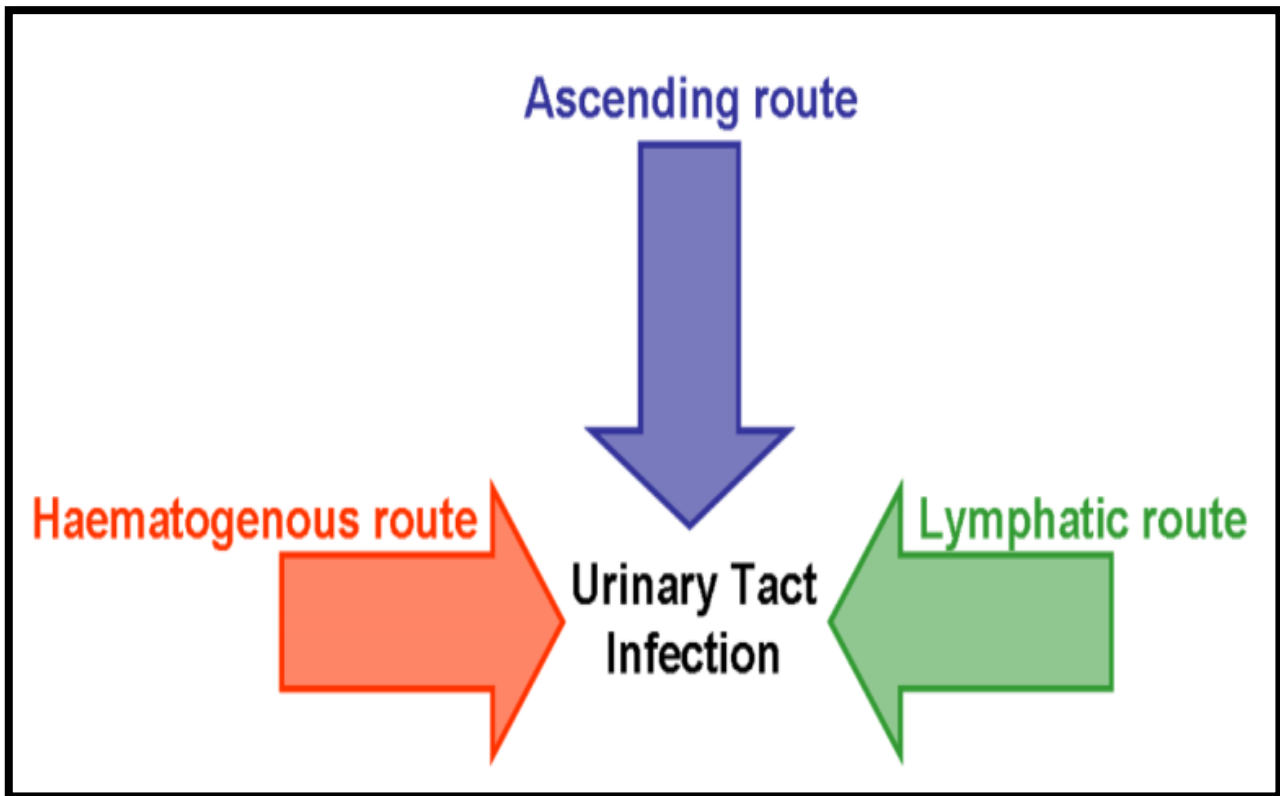 Ascending route
Haematogenous route
Lymphatic route
Urinary Tact
Infection